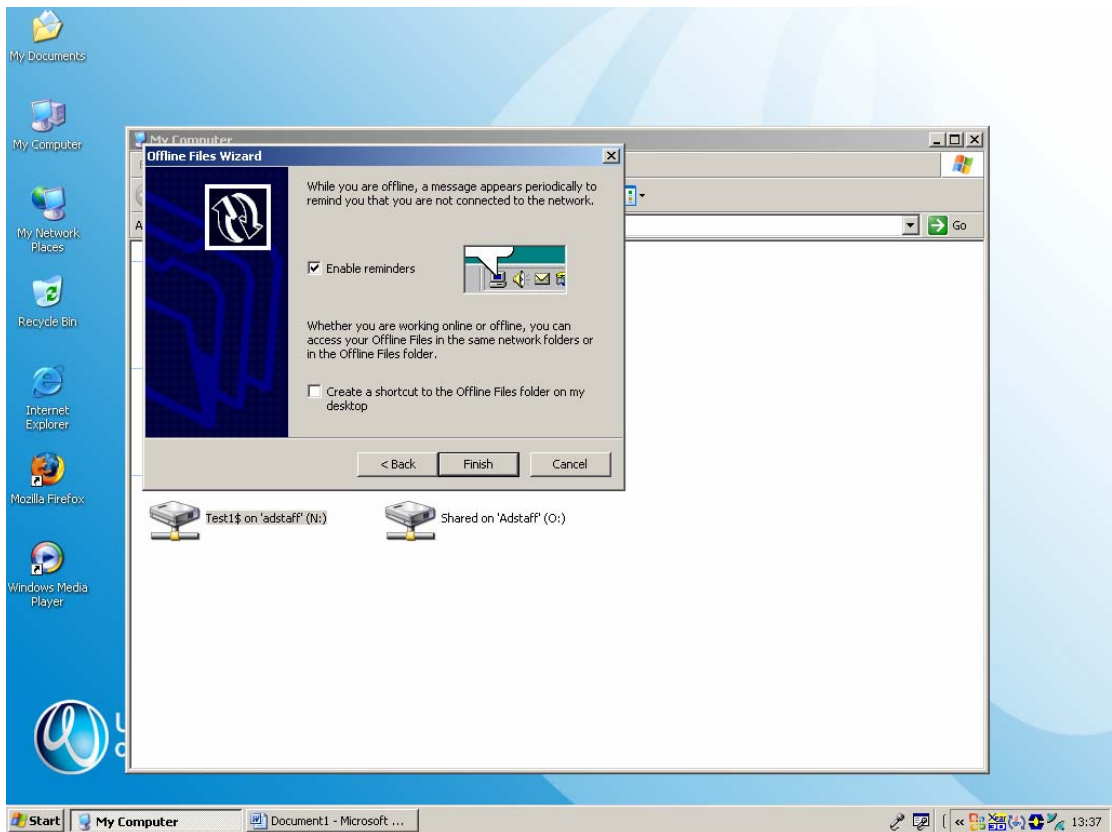 My Documents
My Computer
My Network
Places
Recycle Bin
Internet
Explorer
Mozilla Firefox
Windows Media
Player
My Computer
Offline Files Wizard
While you are offline, a message appears periodically to
remind you that you are not connected to the network.
Enable reminders
Whether you are working online or offline, you can
access your Offline Files in the same network folders or
in the Offline Files folder.
Create a shortcut to the Offline Files folder on my
desktop
< Back
Finish
Cancel
Go
Test1$ on 'adstaff' (N:)
Shared on 'Adstaff' (O:)
Start
My Computer
Document1 - Microsoft ...
13:37